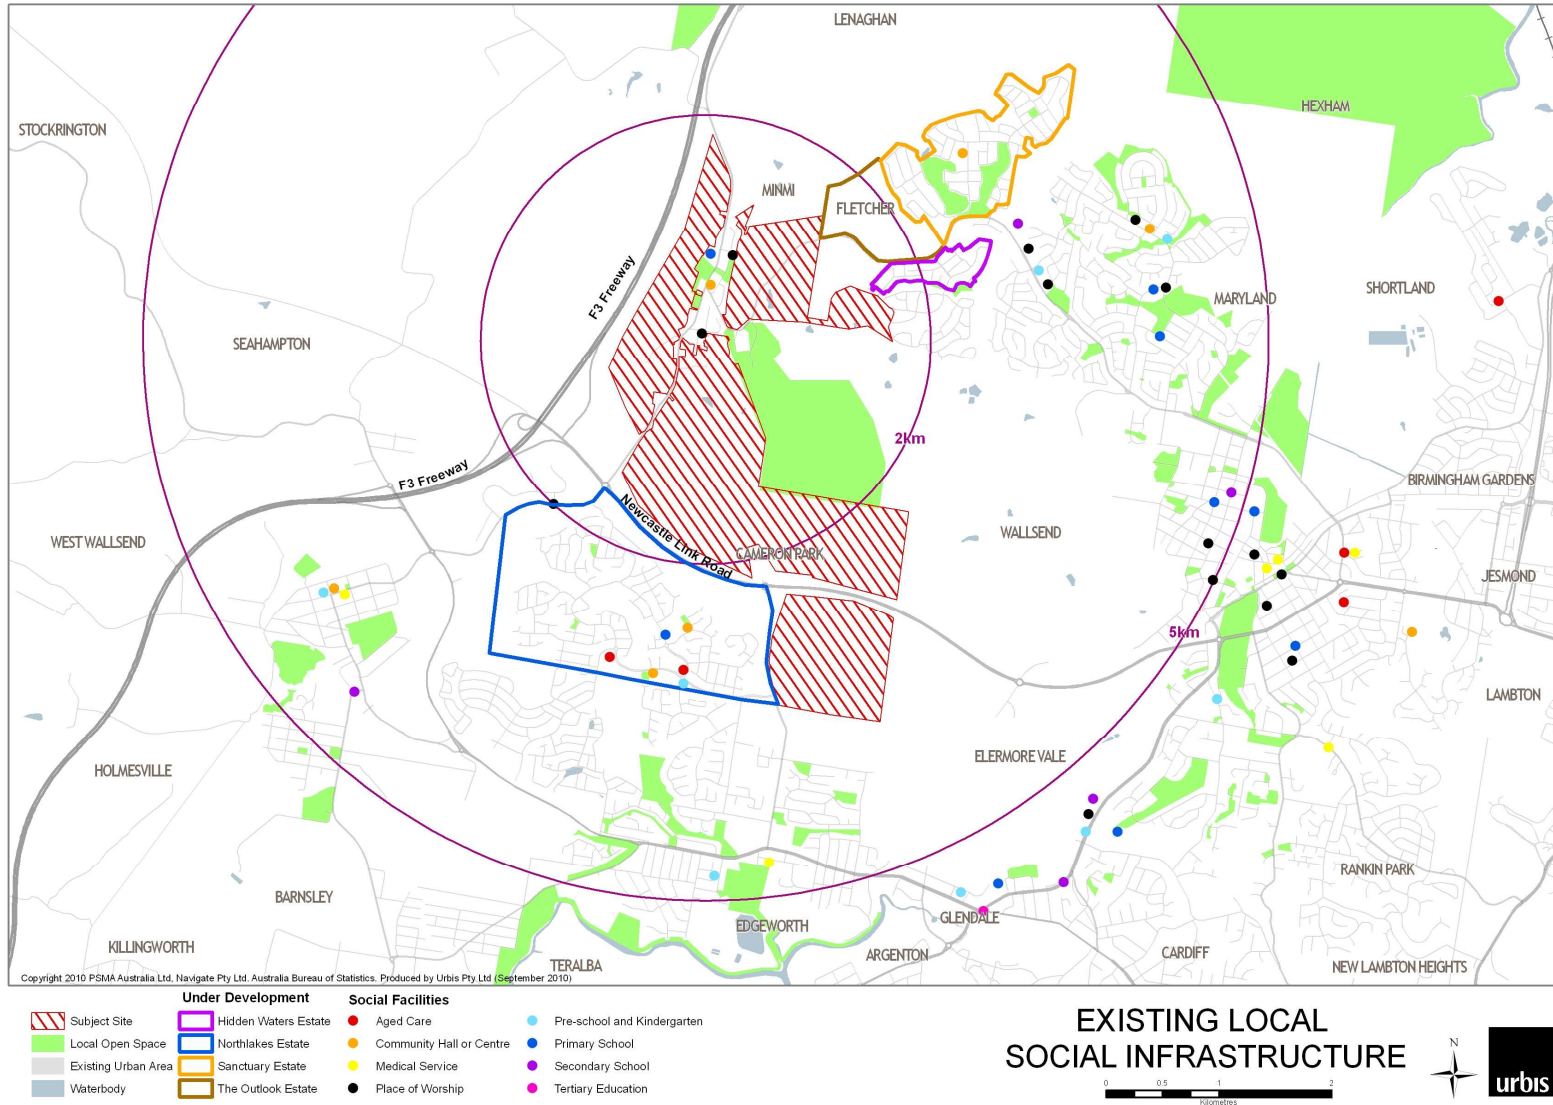 LENAGHAN
HEXHAM
STOCKRINGTON
MINMI
FLETCHER
F3 Freeway
SHORTLAND
MARYLAND
SEAHAMPTON
2km
F3 Freeway
BIRMINGHAM GARDENS
Newcastle Link Road
WEST WALLSEND
WALLSEND
CAMERON PARK
JESMOND
5km
LAMBTON
ELERMORE VALE
HOLMESVILLE
RANKIN PARK
BARNSLEY
EDGEWORTH
GLENDALE
KILLINGWORTH
ARGENTON
CARDIFF
TERALBA
NEW LAMBTON HEIGHTS
Copyright 2010 PSMA Australia Ltd, Navigate Pty Ltd. Australia Bureau of Statistics. Produced by Urbis Pty Ltd (September 2010)
Subject Site
Local Open Space
Existing Urban Area
Waterbody
Under Development
Hidden Waters Estate
Northlakes Estate
Sanctuary Estate
The Outlook Estate
Social Facilities
Aged Care
Community Hall or Centre
Medical Service
Place of Worship
Pre-school and Kindergarten
Primary School
Secondary School
Tertiary Education
EXISTING LOCAL
SOCIAL INFRASTRUCTURE
0 0.5 1 2
Kilometres
N
urbis